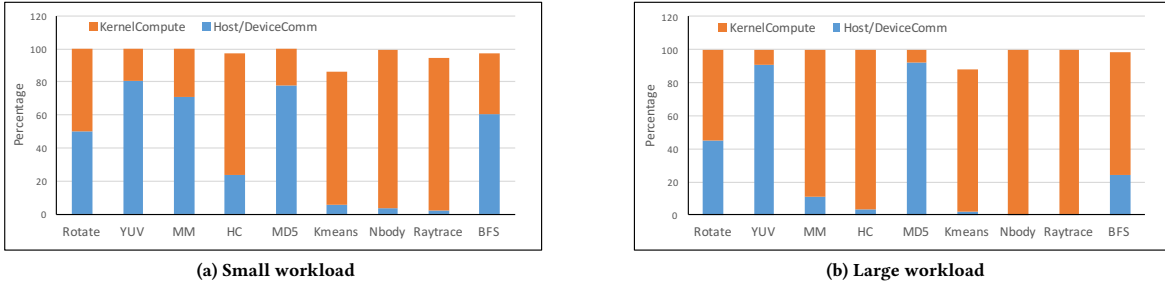 120
100
80
60
40
20
0
Percentage
KernelCompute Host/DeviceComm
Rotate YUV MM HC MD5 Kmeans Nbody Raytrace BFS
(a) Small workload
120
100
80
60
40
20
0
Percentage
KernelCompute Host/DeviceComm
Rotate YUV MM HC MD5 Kmeans Nbody Raytrace BFS
(b) Large workload